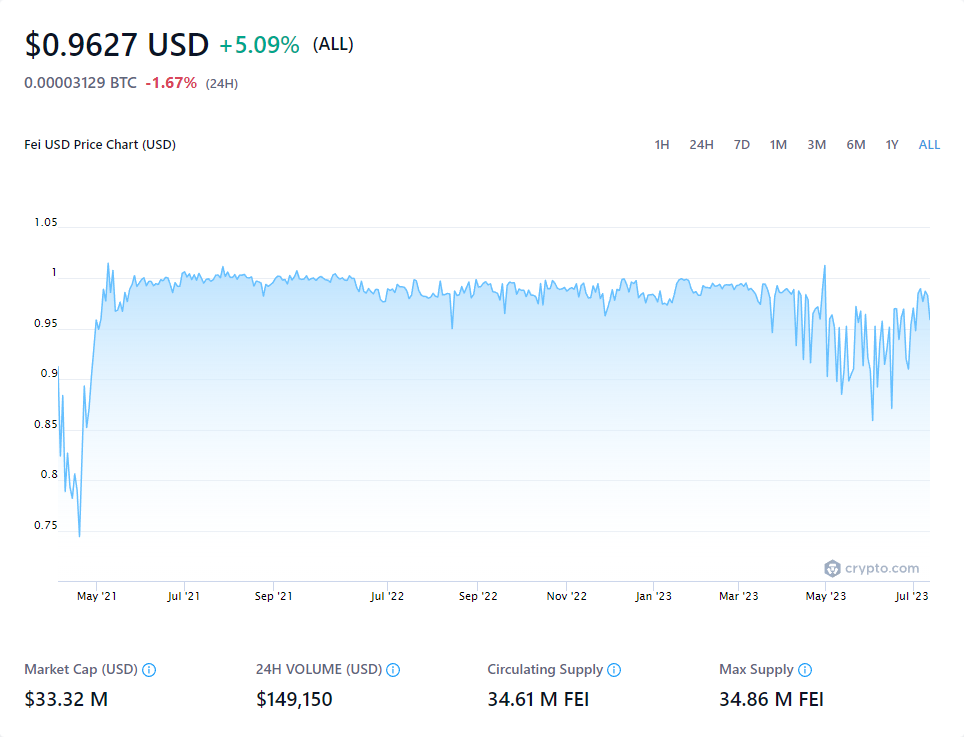 $0.9627 USD +5.09% (ALL)
0.00003129 BTC -1.67% (24H)
Fei USD Price Chart (USD) 1H 24H 7D 1M 3M 6M 1Y ALL
1.05
1
0.95
0.9
0.85
0.8
0.75
crypto.com
May '21 Jul '21 Sep '21 Jul '22 Sep '22 Nov '22 Jan '23 Mar '23 May '23 Jul '23
Market Cap (USD) 24H VOLUME (USD) Circulating Supply Max Supply
$33.32 M $149,150 34.61 M FEI 34.86 M FEI